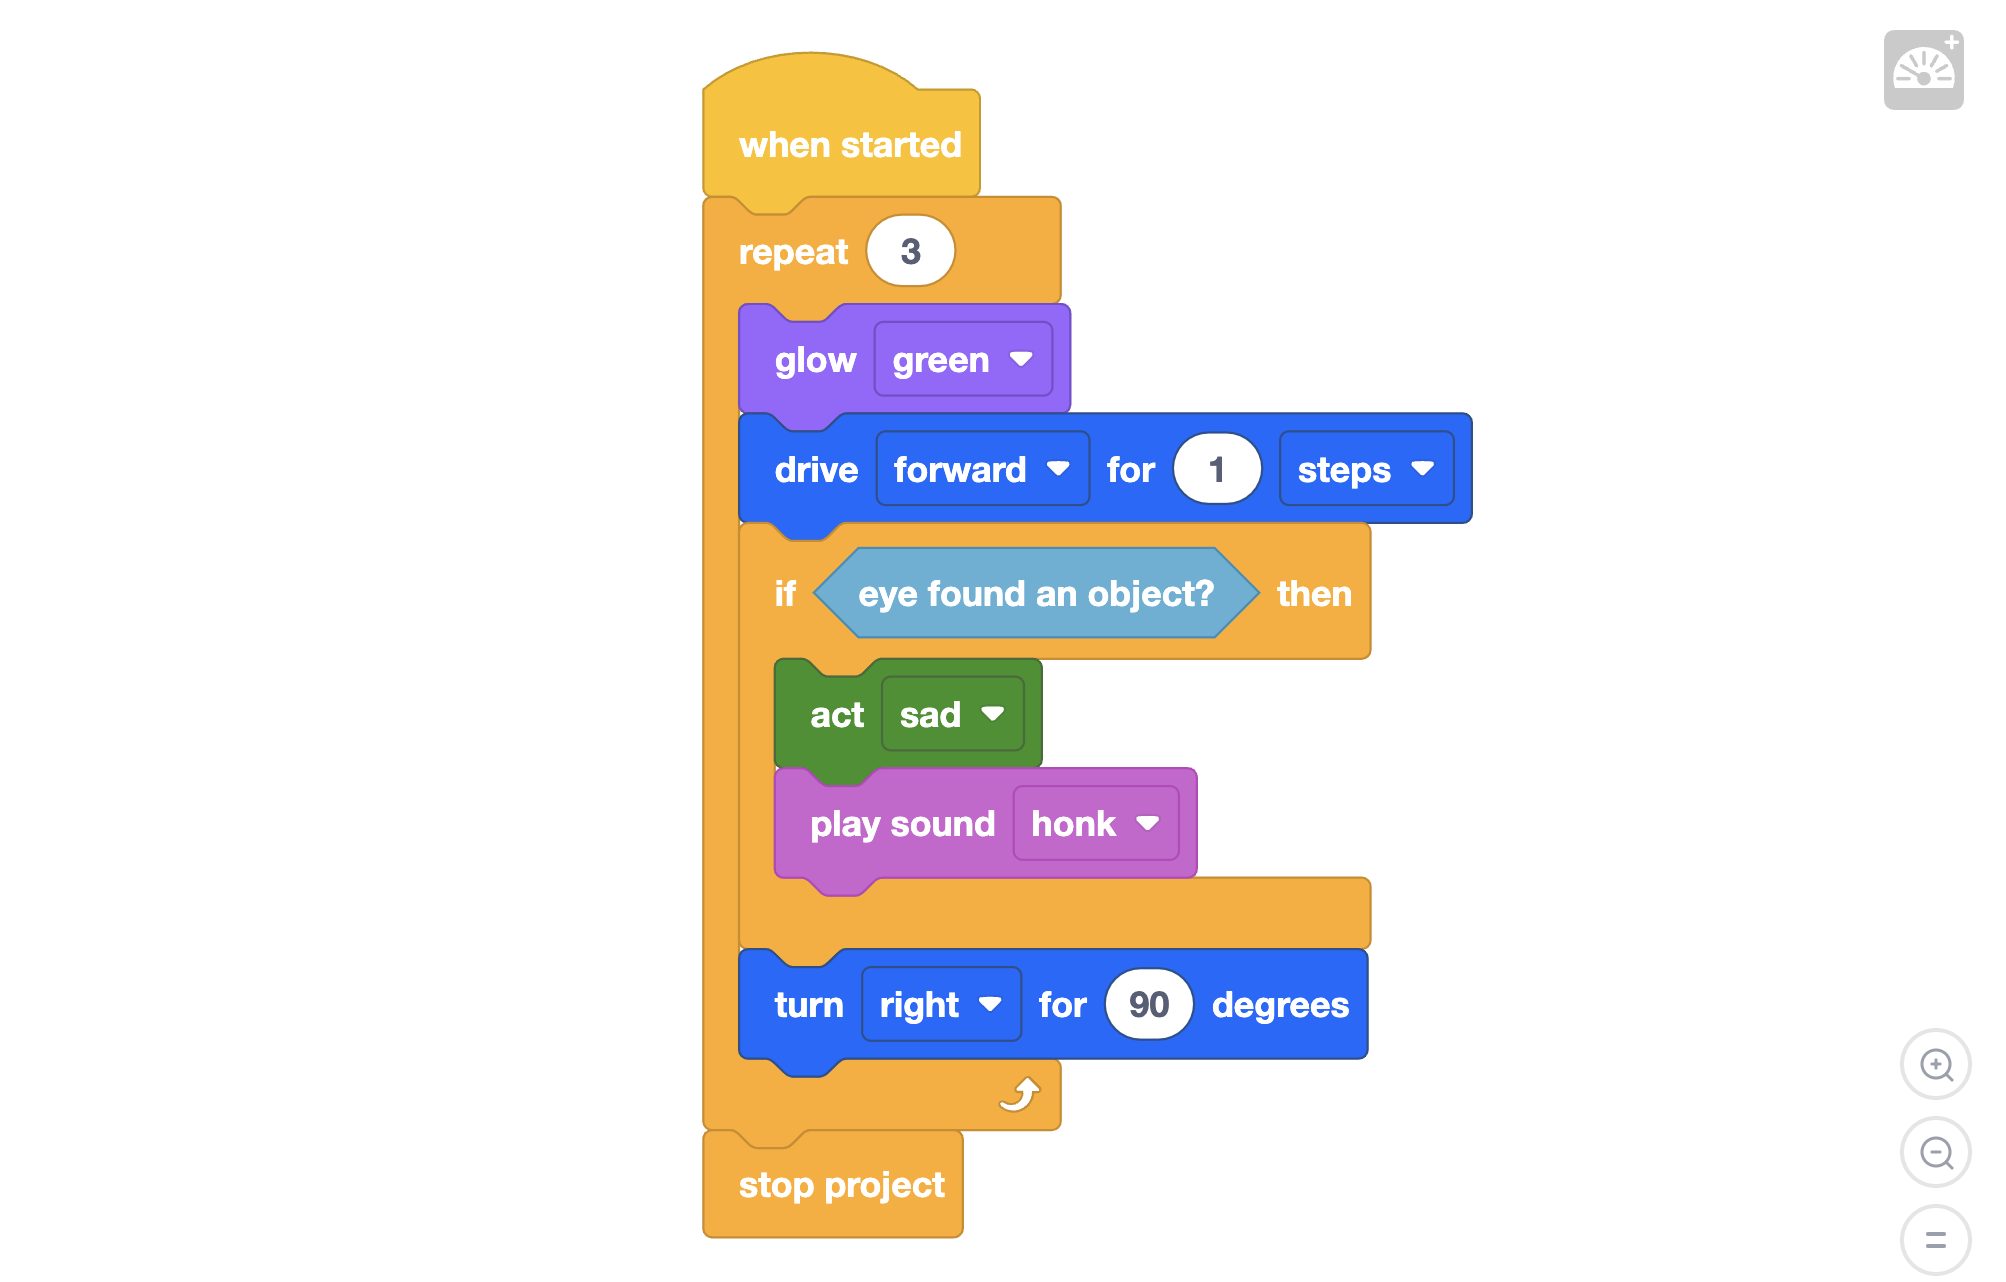 when started
repeat 3
glow green
drive forward for 1 steps
if eye found an object? then
act sad
play sound honk
turn right for 90 degrees
stop project